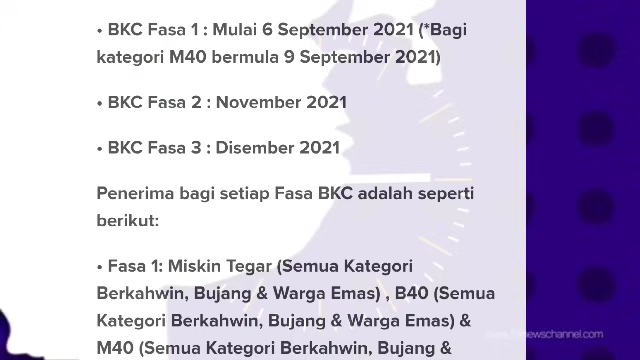 • BKC Fasa 1 : Mulai 6 September 2021 (*Bagi
kategori M40 bermula 9 September 2021)
• BKC Fasa 2 : November 2021
• BKC Fasa 3 : Disember 2021
Penerima bagi setiap Fasa BKC adalah seperti
berikut:
• Fasa 1: Miskin Tegar (Semua Kategori
Berkahwin, Bujang & Warga Emas) , B40 (Semua
Kategori Berkahwin, Bujang & Warga Emas) &
M40 (Semua Kategori Berkahwin, Bujang &